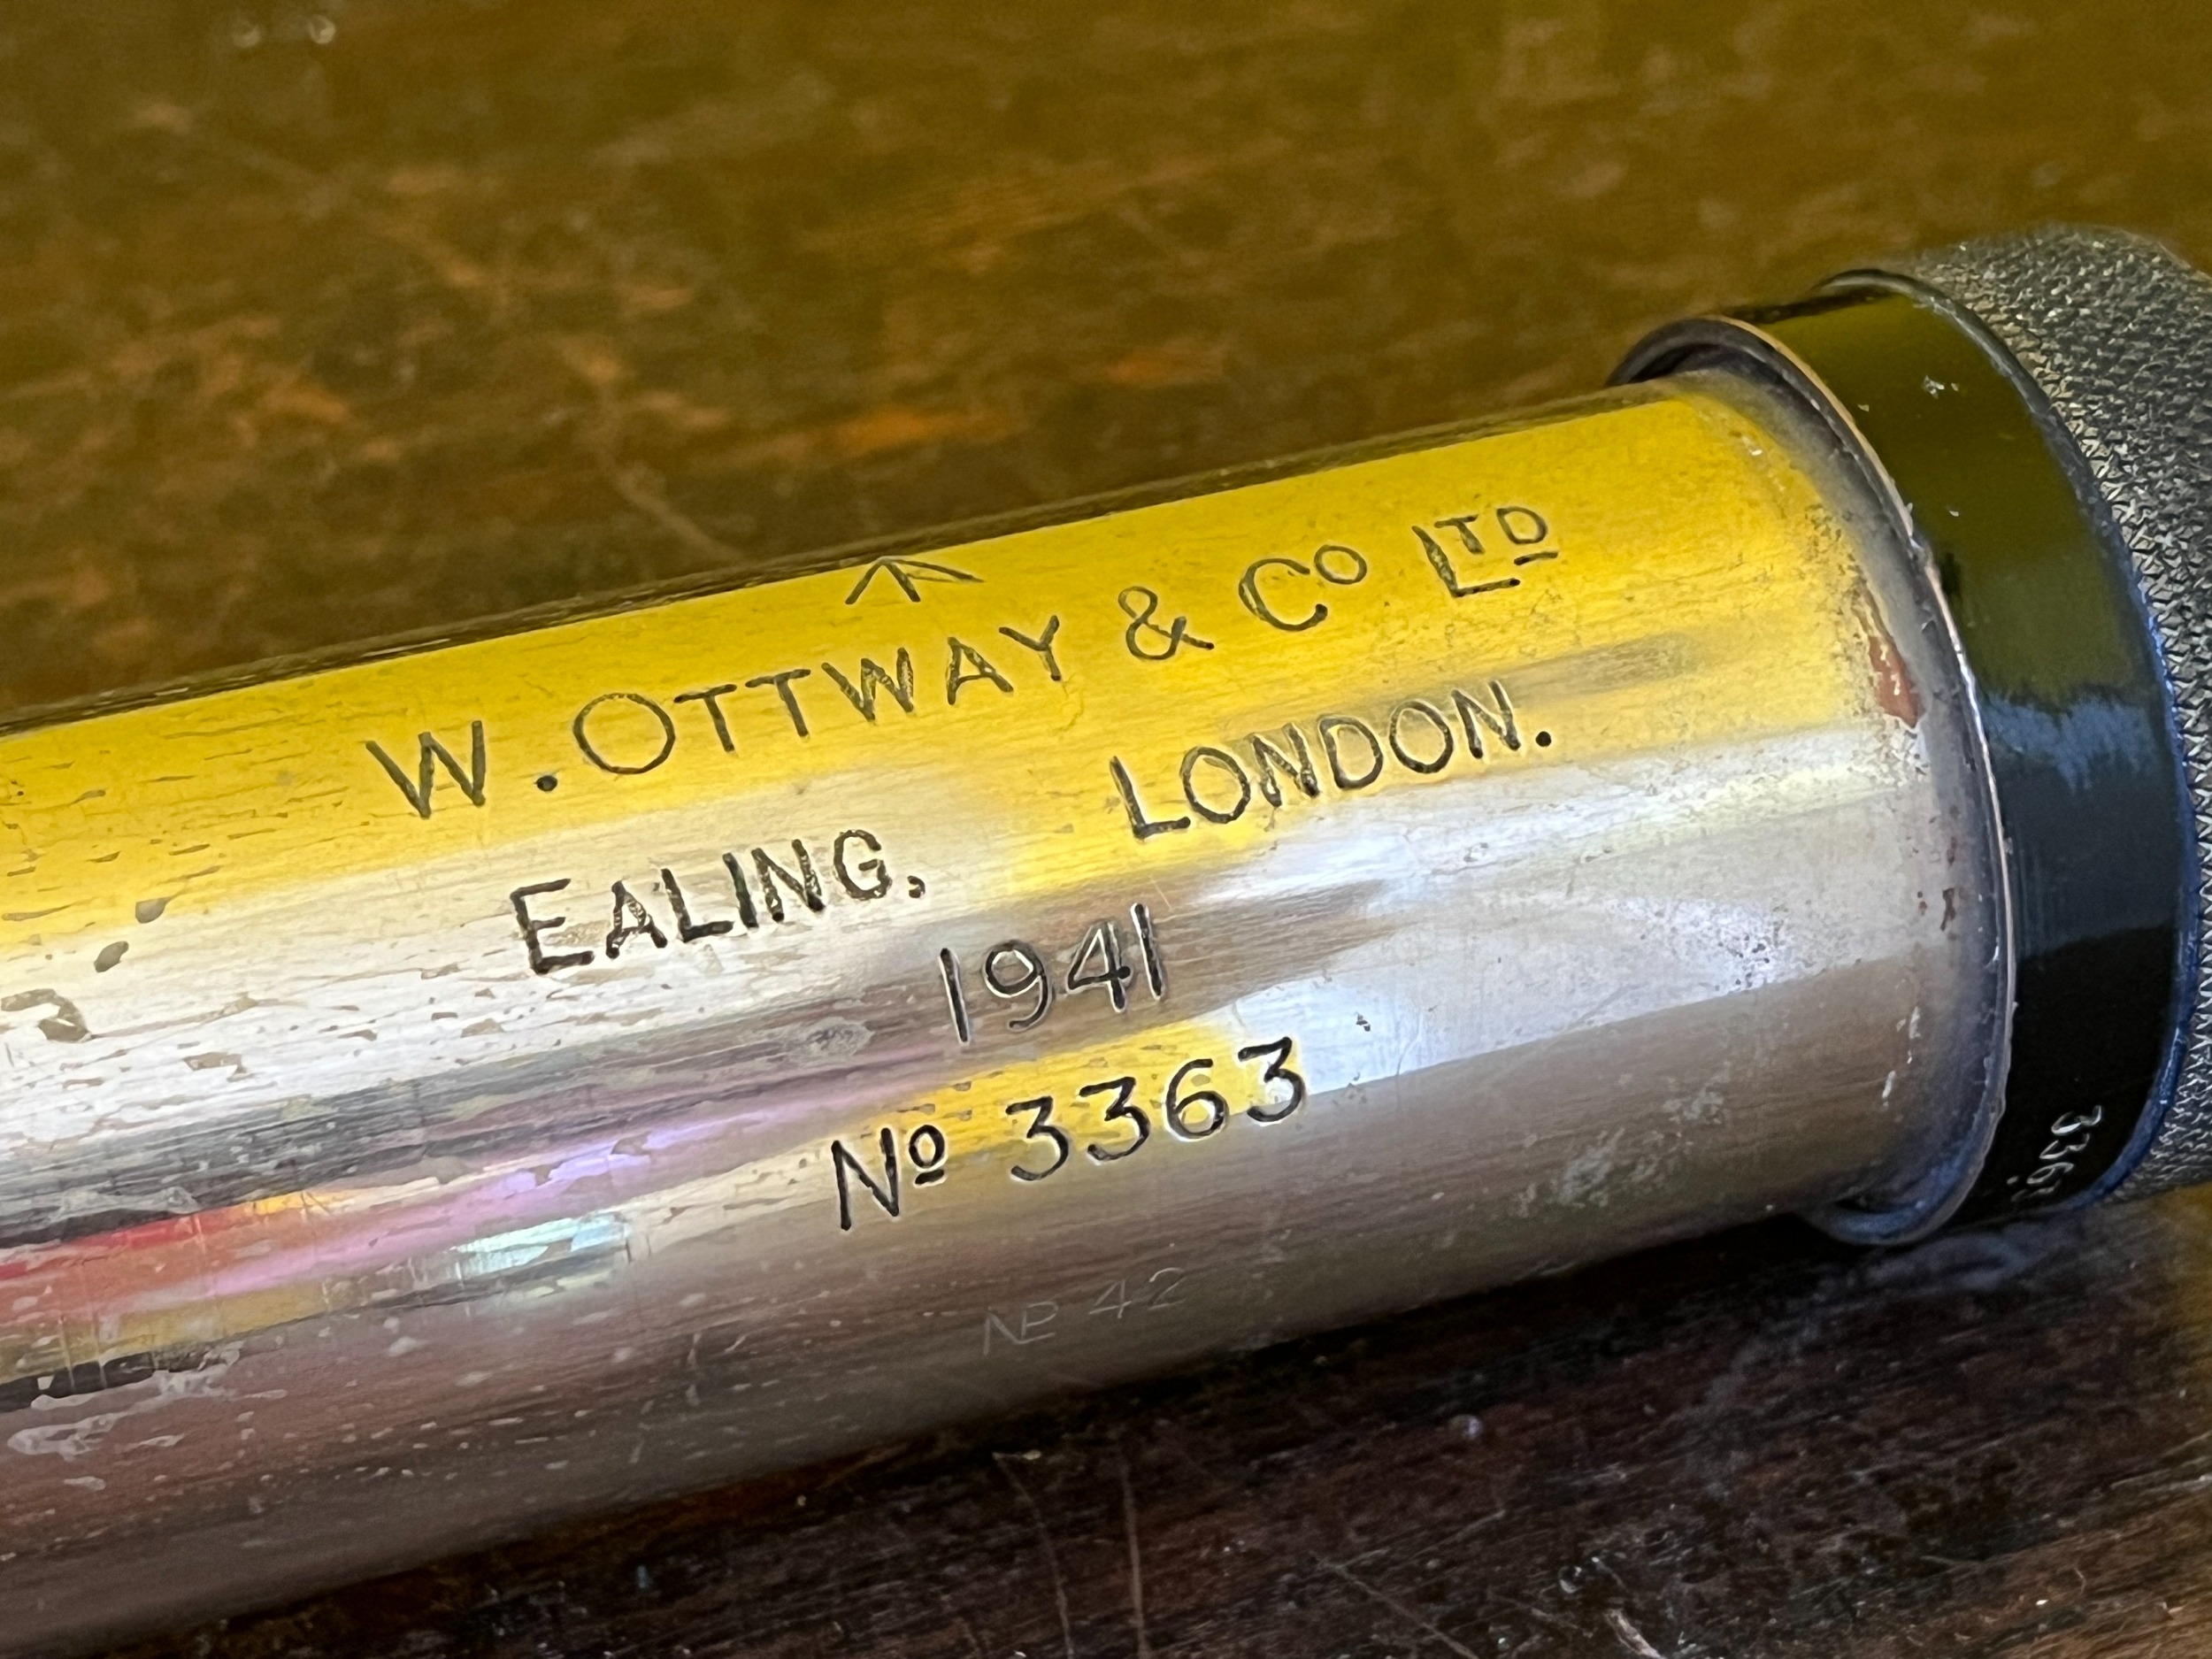 W. OTTWAY & Co LTD
EALING, LONDON.
1941
No 3363
No 42